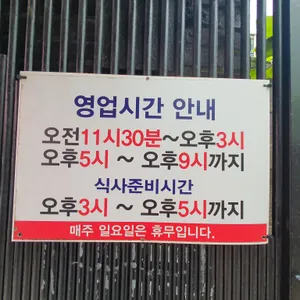 영업시간 안내
오전11시30분~오후3시
오후5시 ~ 오후9시까지
식사준비시간
오후3시 ~ 오후5시까지
매주 일요일은 휴무입니다.